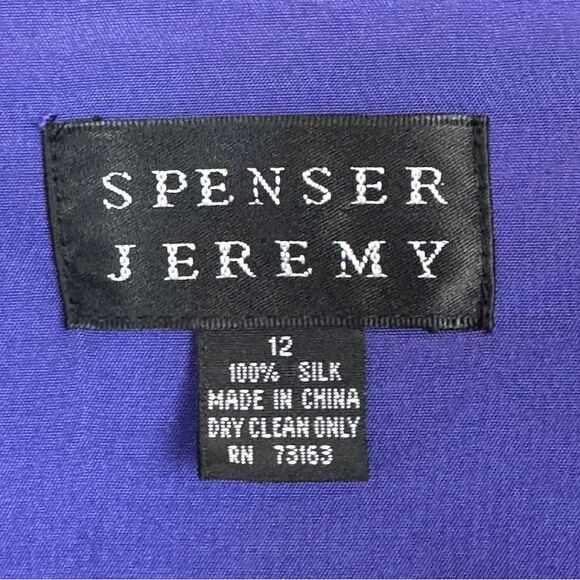 SPENSER
JEREMY
12
100% SILK
MADE IN CHINA
DRY CLEAN ONLY
RN 73163